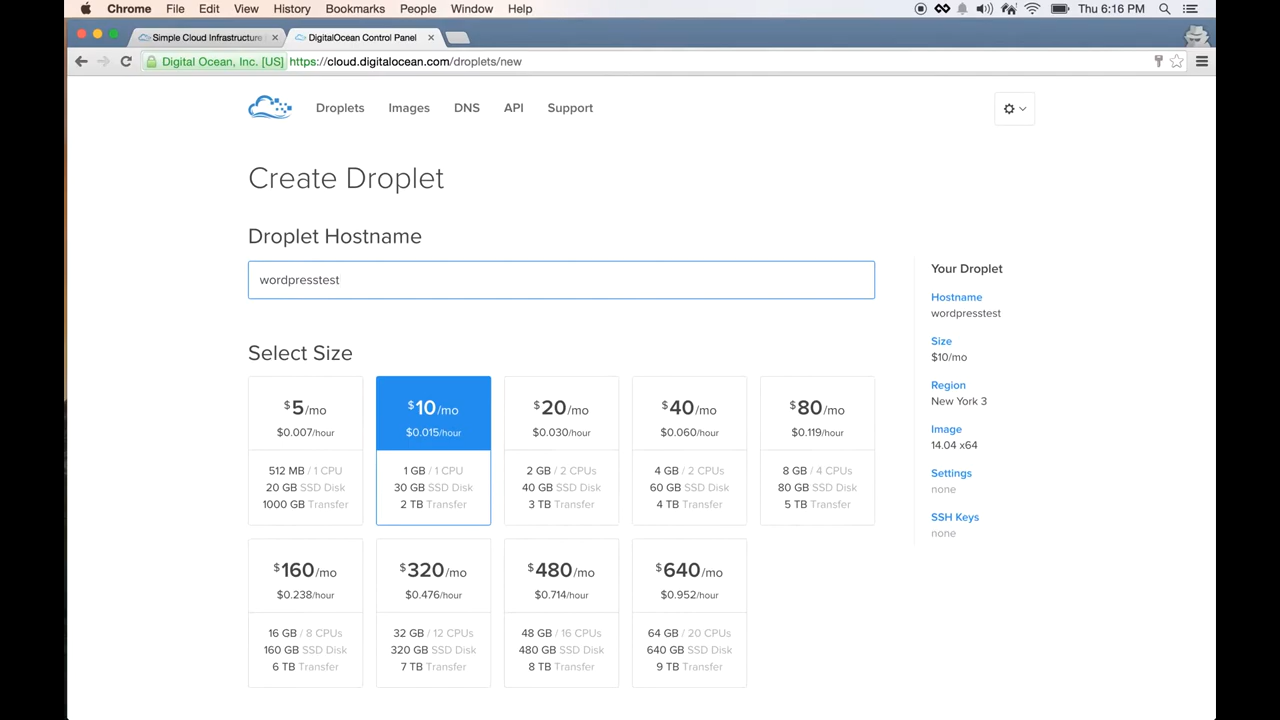 Chrome File Edit View History Bookmarks People Window Help Thu 6:16 PM
Simple Cloud Infrastructure DigitalOcean Control Panel
Digital Ocean, Inc. [US] https://cloud.digitalocean.com/droplets/new
Droplets Images DNS API Support
Create Droplet
Droplet Hostname
wordpresstest
Select Size
$5/mo
$0.007/hour
512 MB / 1 CPU
20 GB SSD Disk
1000 GB Transfer
$10/mo
$0.015/hour
1 GB / 1 CPU
30 GB SSD Disk
2 TB Transfer
$20/mo
$0.030/hour
2 GB / 2 CPUs
40 GB SSD Disk
3 TB Transfer
$40/mo
$0.060/hour
4 GB / 2 CPUs
60 GB SSD Disk
4 TB Transfer
$80/mo
$0.119/hour
8 GB / 4 CPUs
80 GB SSD Disk
5 TB Transfer
$160/mo
$0.238/hour
16 GB / 8 CPUs
160 GB SSD Disk
6 TB Transfer
$320/mo
$0.476/hour
32 GB / 12 CPUs
320 GB SSD Disk
7 TB Transfer
$480/mo
$0.714/hour
48 GB / 16 CPUs
480 GB SSD Disk
8 TB Transfer
$640/mo
$0.952/hour
64 GB / 20 CPUs
640 GB SSD Disk
9 TB Transfer
Your Droplet
Hostname
wordpresstest
Size
$10/mo
Region
New York 3
Image
14.04 x64
Settings
none
SSH Keys
none